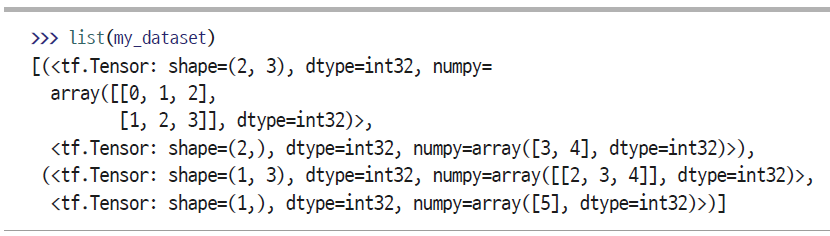 >>> list(my_dataset)
[(<tf.Tensor: shape=(2, 3), dtype=int32, numpy=
array([[0, 1, 2],
[1, 2, 3]], dtype=int32)>,
<tf.Tensor: shape=(2,), dtype=int32, numpy=array([3, 4], dtype=int32)>),
(<tf.Tensor: shape=(1, 3), dtype=int32, numpy=array([[2, 3, 4]], dtype=int32)>,
<tf.Tensor: shape=(1,), dtype=int32, numpy=array([5], dtype=int32)>)]